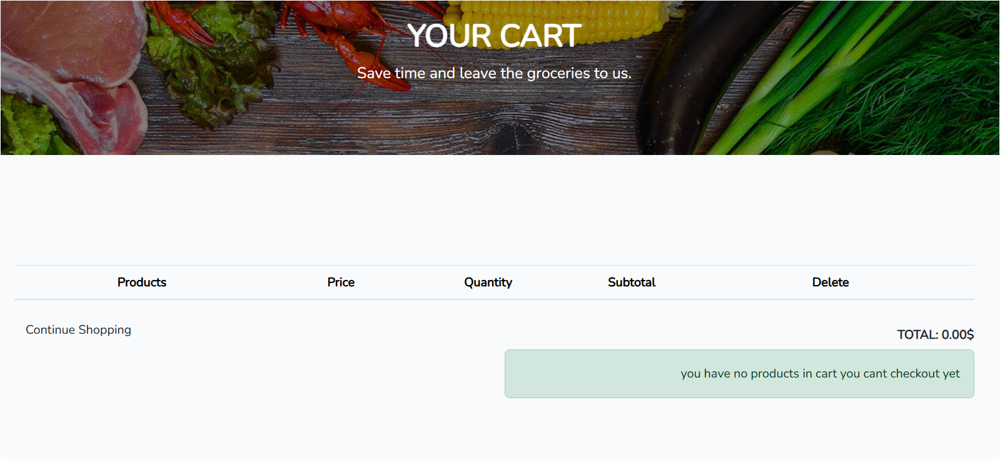 YOUR CART
Save time and leave the groceries to us.
Products Price Quantity Subtotal Delete
Continue Shopping
TOTAL: 0.00$
you have no products in cart you cant checkout yet